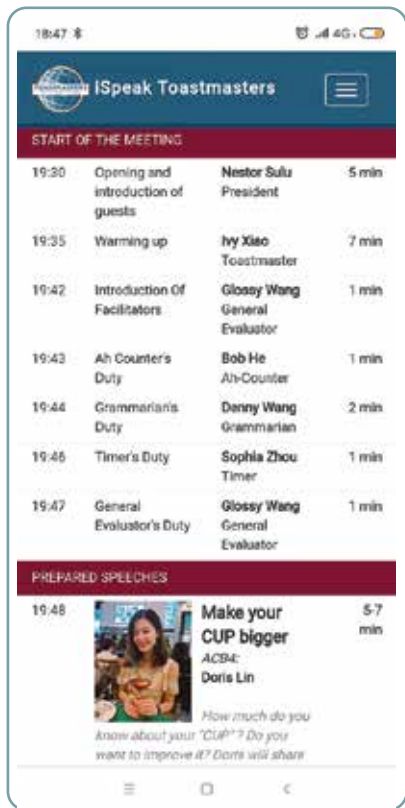 18:47 4G
TOASTMASTERS iSpeak Toastmasters
START OF THE MEETING
19:30 Opening and Nestor Sulu 5 min
introduction of President
guests
19:35 Warming up Ivy Xiao 7 min
Toastmaster
19:42 Introduction Of Glossy Wang 1 min
Facilitators General
Evaluator
19:43 Ah Counter's Bob He 1 min
Duty Ah-Counter
19:44 Grammarian's Denny Wang 2 min
Duty Grammarian
19:46 Timer's Duty Sophia Zhou 1 min
Timer
19:47 General Glossy Wang 1 min
Evaluator's Duty General
Evaluator
PREPARED SPEECHES
19:48 Make your 5-7
CUP bigger min
ACB4:
Doris Lin
How much do you
know about your "CUP"? Do you
want to improve it? Doris will share